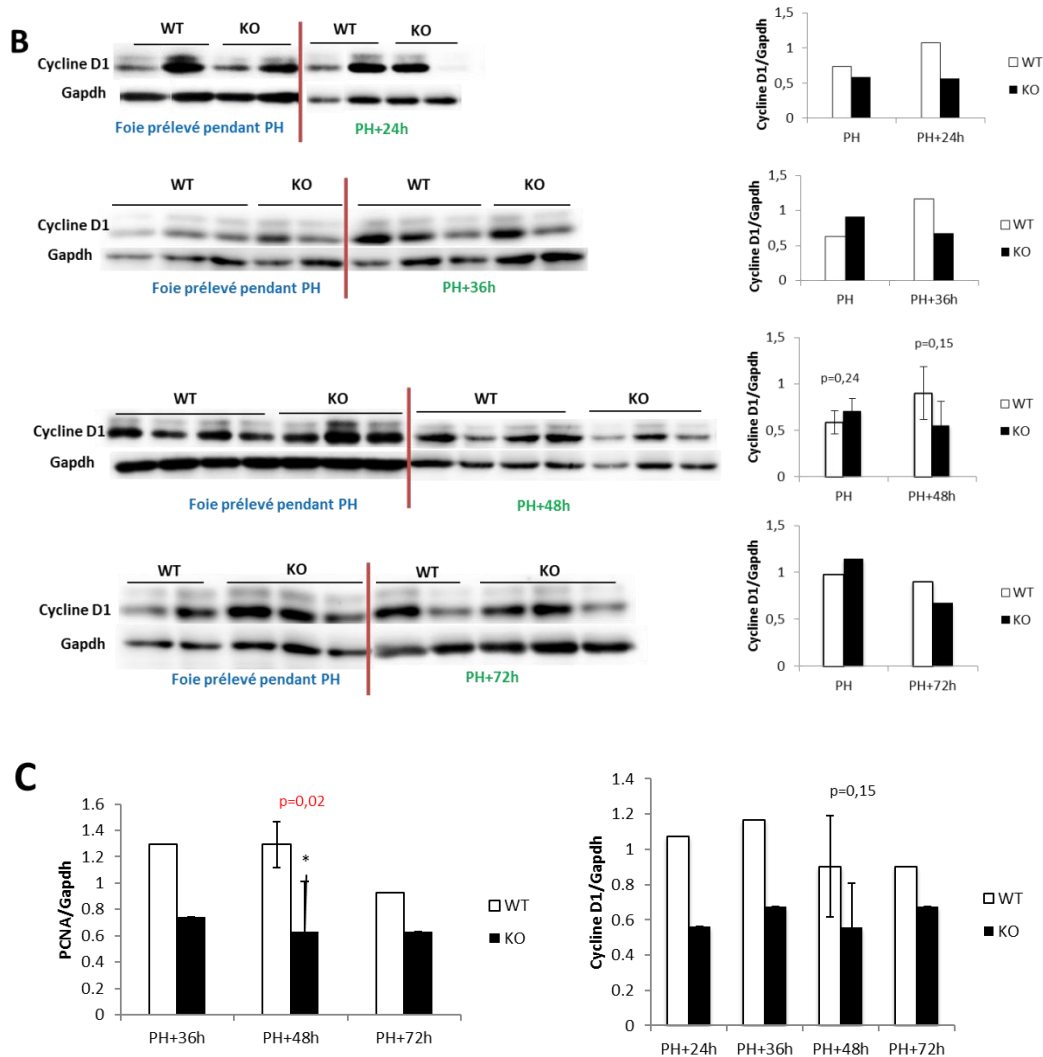 B
WT KO WT KO
Cycline D1
Gapdh
Foie prélevé pendant PH PH+24h
1,5
1
0,5
0
Cycline D1/Gapdh
PH PH+24h
WT
KO
WT KO WT KO
Cycline D1
Gapdh
Foie prélevé pendant PH PH+36h
1,5
1
0,5
0
Cycline D1/Gapdh
PH PH+36h
WT
KO
WT KO WT KO
Cycline D1
Gapdh
Foie prélevé pendant PH PH+48h
1,5
1
0,5
0
Cycline D1/Gapdh
p=0,24
p=0,15
PH PH+48h
WT
KO
WT KO WT KO
Cycline D1
Gapdh
Foie prélevé pendant PH PH+72h
1,5
1
0,5
0
Cycline D1/Gapdh
PH PH+72h
WT
KO
C
1.6
1.4
1.2
1
0.8
0.6
0.4
0.2
0
PCNA/Gapdh
p=0,02
*
PH+36h PH+48h PH+72h
WT
KO
1.4
1.2
1
0.8
0.6
0.4
0.2
0
Cycline D1/Gapdh
p=0,15
PH+24h PH+36h PH+48h PH+72h
WT
KO